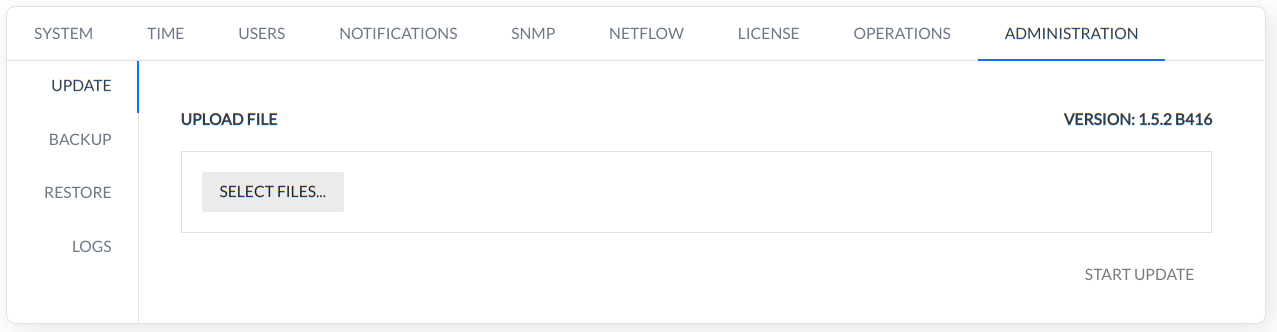 SYSTEM TIME USERS NOTIFICATIONS SNMP NETFLOW LICENSE OPERATIONS ADMINISTRATION
UPDATE
BACKUP
RESTORE
LOGS
UPLOAD FILE VERSION: 1.5.2 B416
SELECT FILES...
START UPDATE